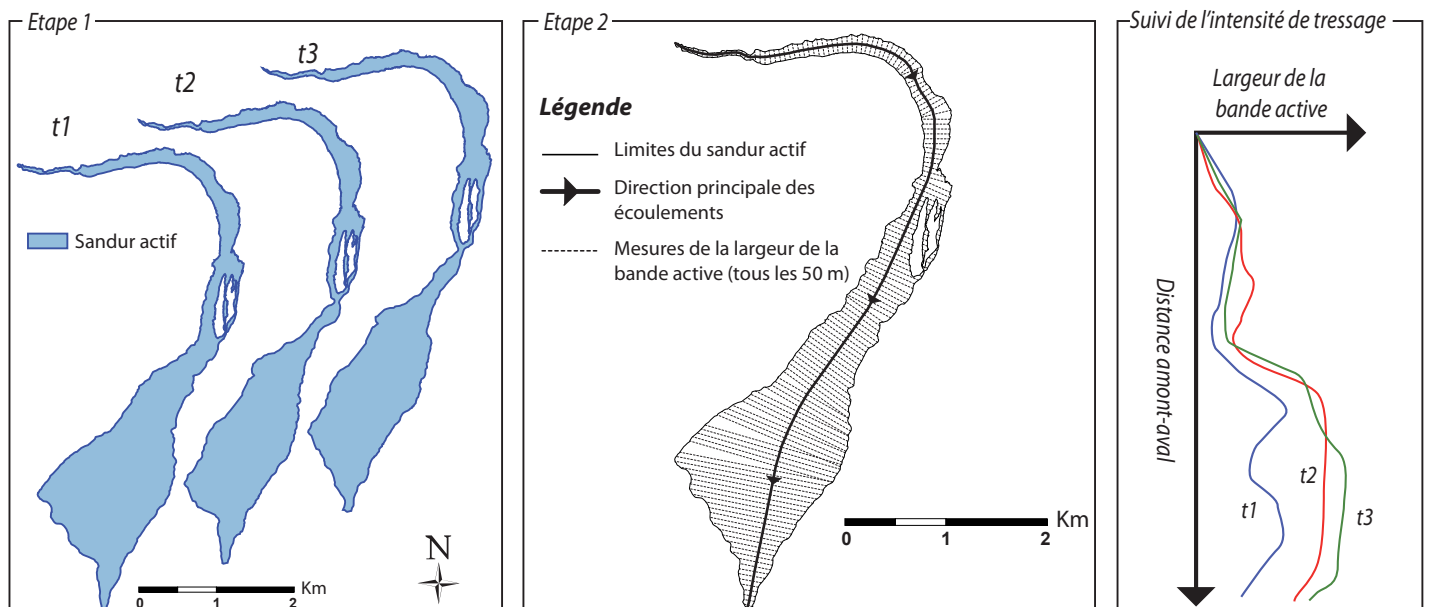 Etape 1
t1
t2
t3
Sandur actif
N
Km
0 1 2
Etape 2
Légende
Limites du sandur actif
Direction principale des
écoulements
Mesures de la largeur de la
bande active (tous les 50 m)
Km
0 1 2
Suivi de l'intensité de tressage
Largeur de la
bande active
Distance amont-aval
t1
t2
t3